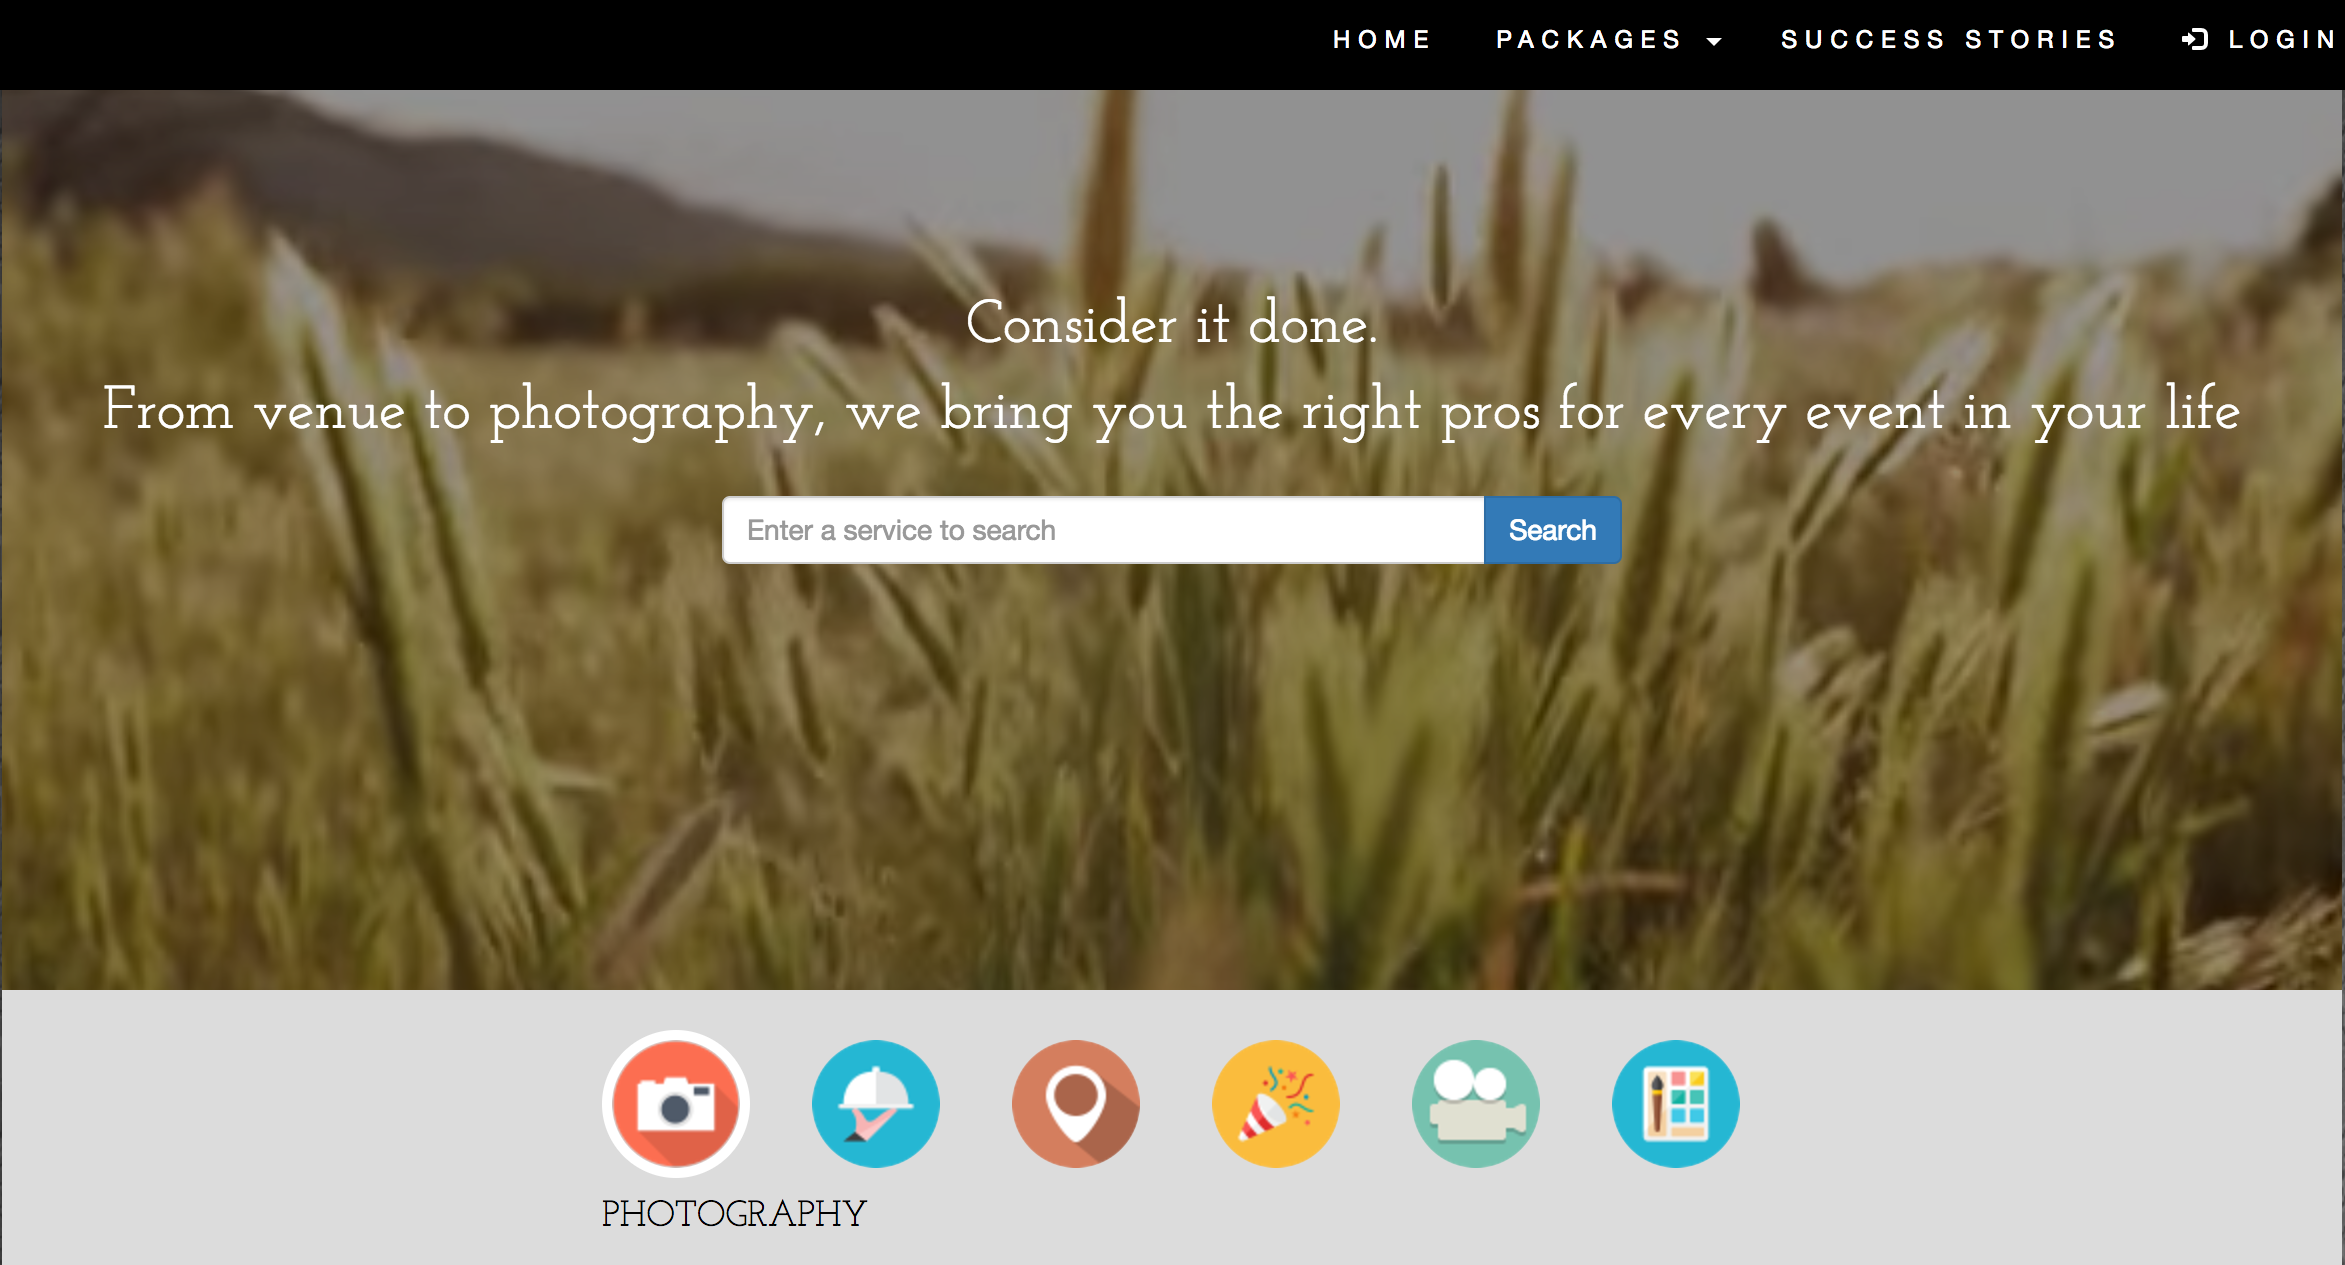 HOME PACKAGES SUCCESS STORIES LOGIN
Consider it done.
From venue to photography, we bring you the right pros for every event in your life
Enter a service to search Search
PHOTOGRAPHY